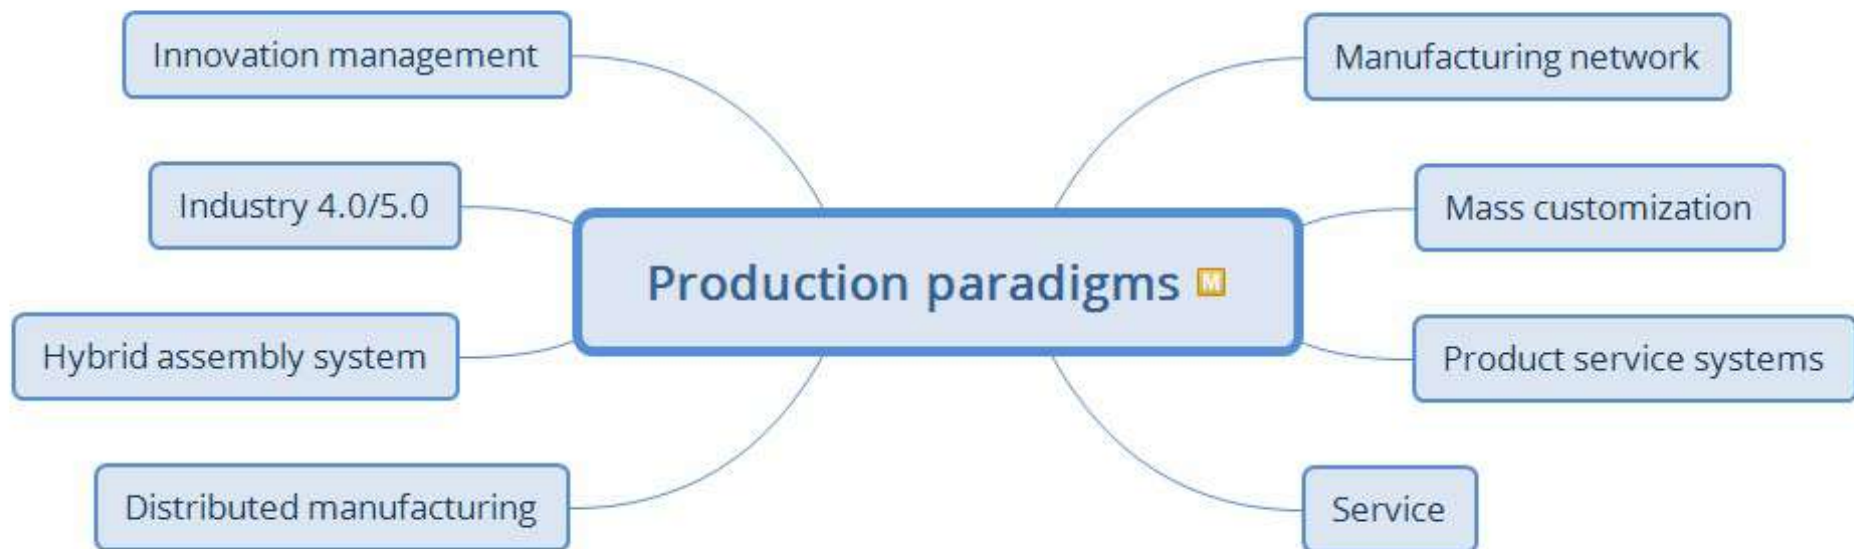 Innovation management
Manufacturing network
Industry 4.0/5.0
Mass customization
Production paradigms M
Hybrid assembly system
Product service systems
Distributed manufacturing
Service